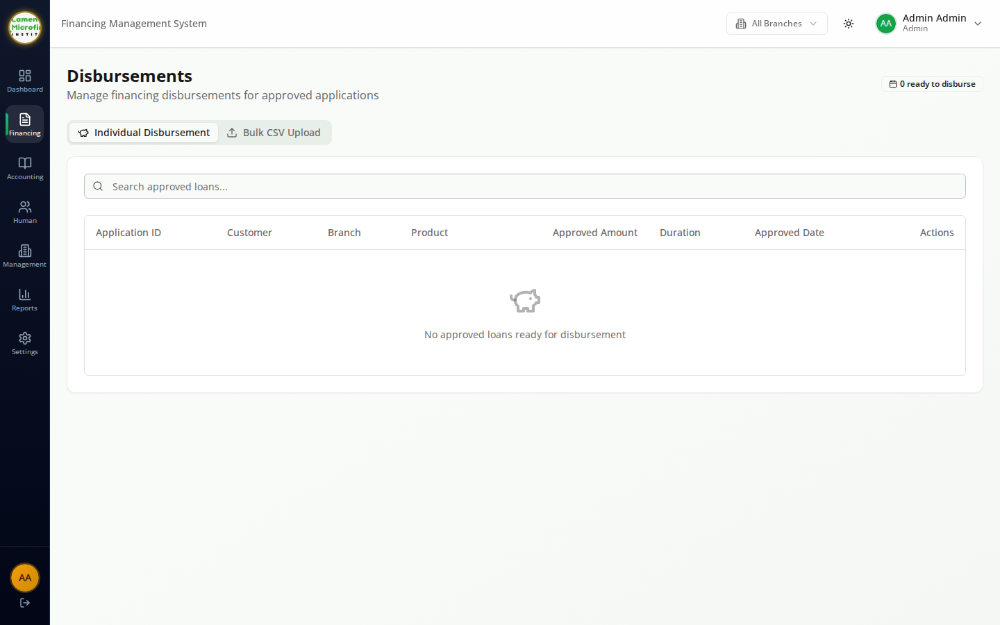 Lamen
Microfi
INSTIT
Financing Management System
All Branches
AA
Admin Admin
Admin
Dashboard
Financing
Accounting
Human
Management
Reports
Settings
AA
Disbursements
Manage financing disbursements for approved applications
0 ready to disburse
Individual Disbursement
Bulk CSV Upload
Search approved loans...
Application ID Customer Branch Product Approved Amount Duration Approved Date Actions
No approved loans ready for disbursement